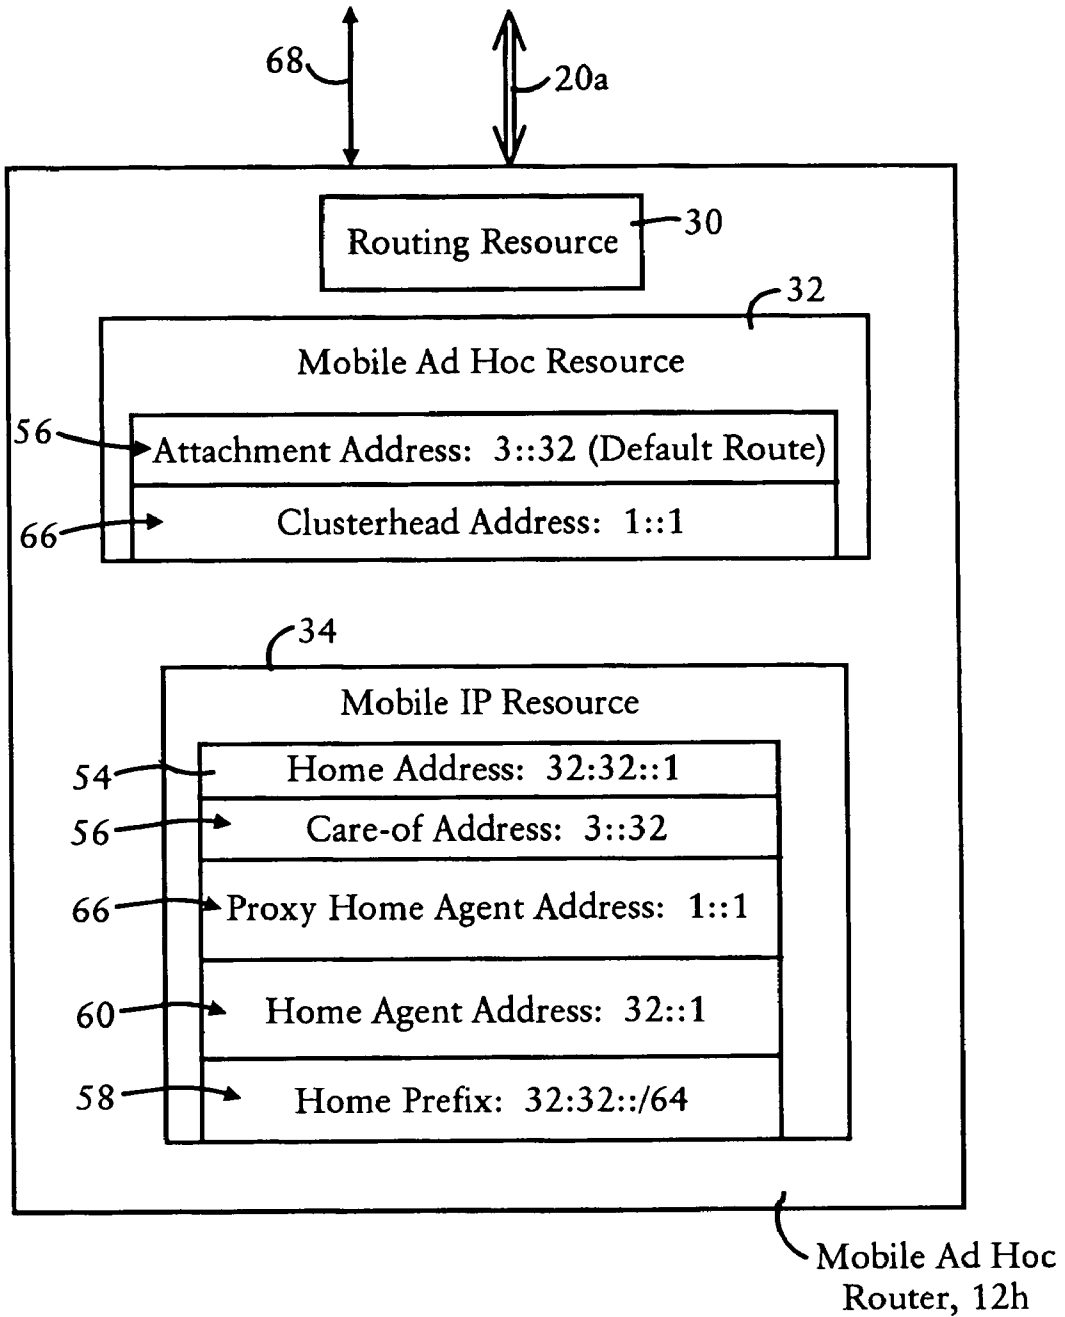 68
20a
Routing Resource
30
32
Mobile Ad Hoc Resource
56
Attachment Address: 3::32 (Default Route)
66
Clusterhead Address: 1::1
34
Mobile IP Resource
54
Home Address: 32:32::1
56
Care-of Address: 3::32
66
Proxy Home Agent Address: 1::1
60
Home Agent Address: 32::1
58
Home Prefix: 32:32::/64
Mobile Ad Hoc
Router, 12h